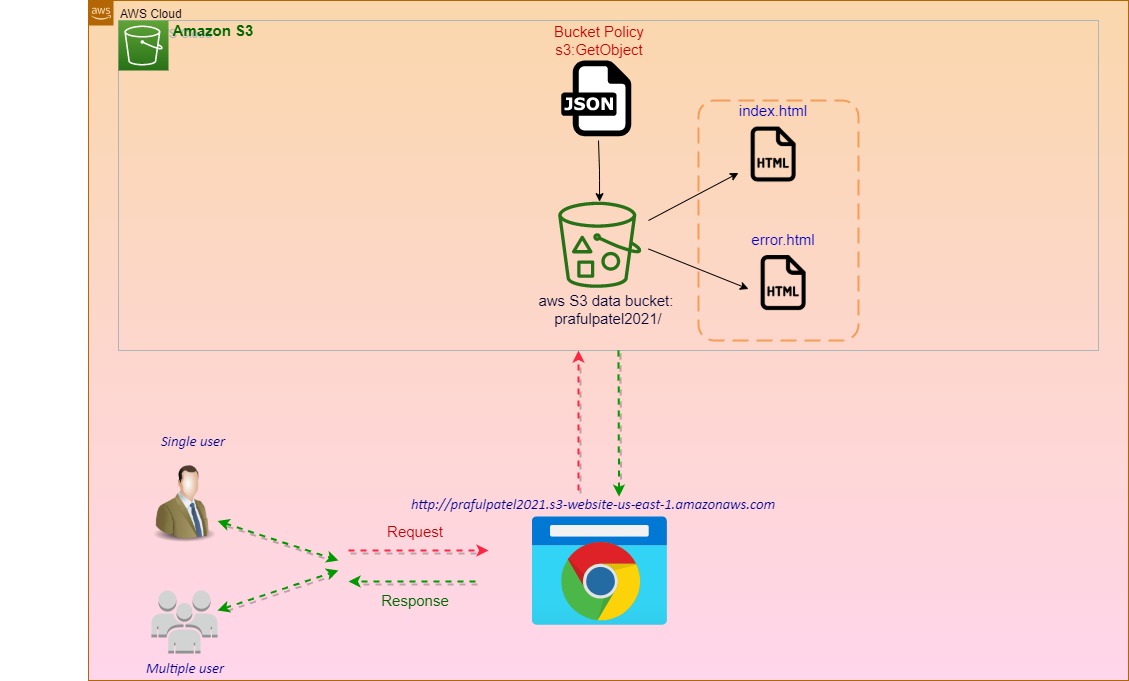 aws
AWS Cloud
Amazon S3
Bucket Policy
s3:GetObject
JSON
index.html
HTML
error.html
HTML
aws S3 data bucket:
prafulpatel2021/
Single user
http://prafulpatel2021.s3-website-us-east-1.amazonaws.com
Request
Response
Multiple user